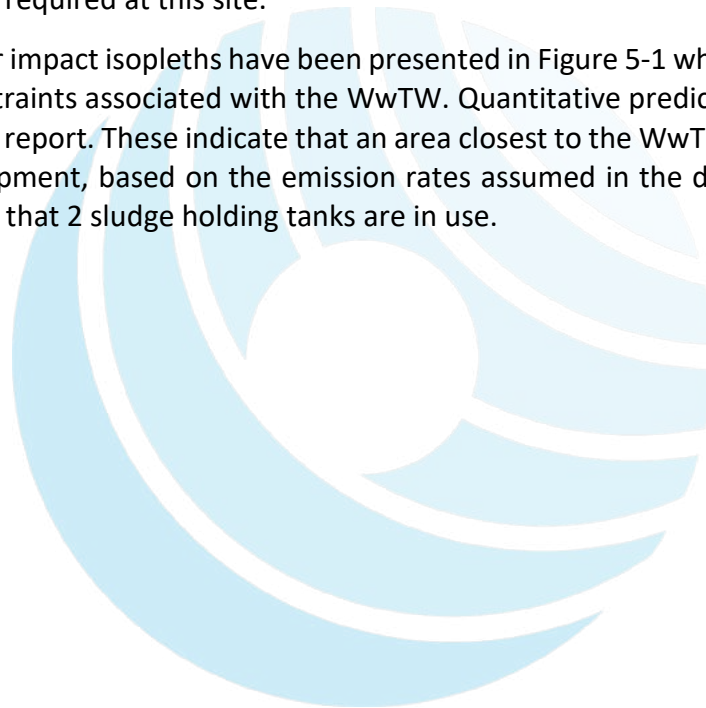 required at this site.
r impact isopleths have been presented in Figure 5-1 wh
traints associated with the WwTW. Quantitative predic
report. These indicate that an area closest to the WwT
pment, based on the emission rates assumed in the d
that 2 sludge holding tanks are in use.